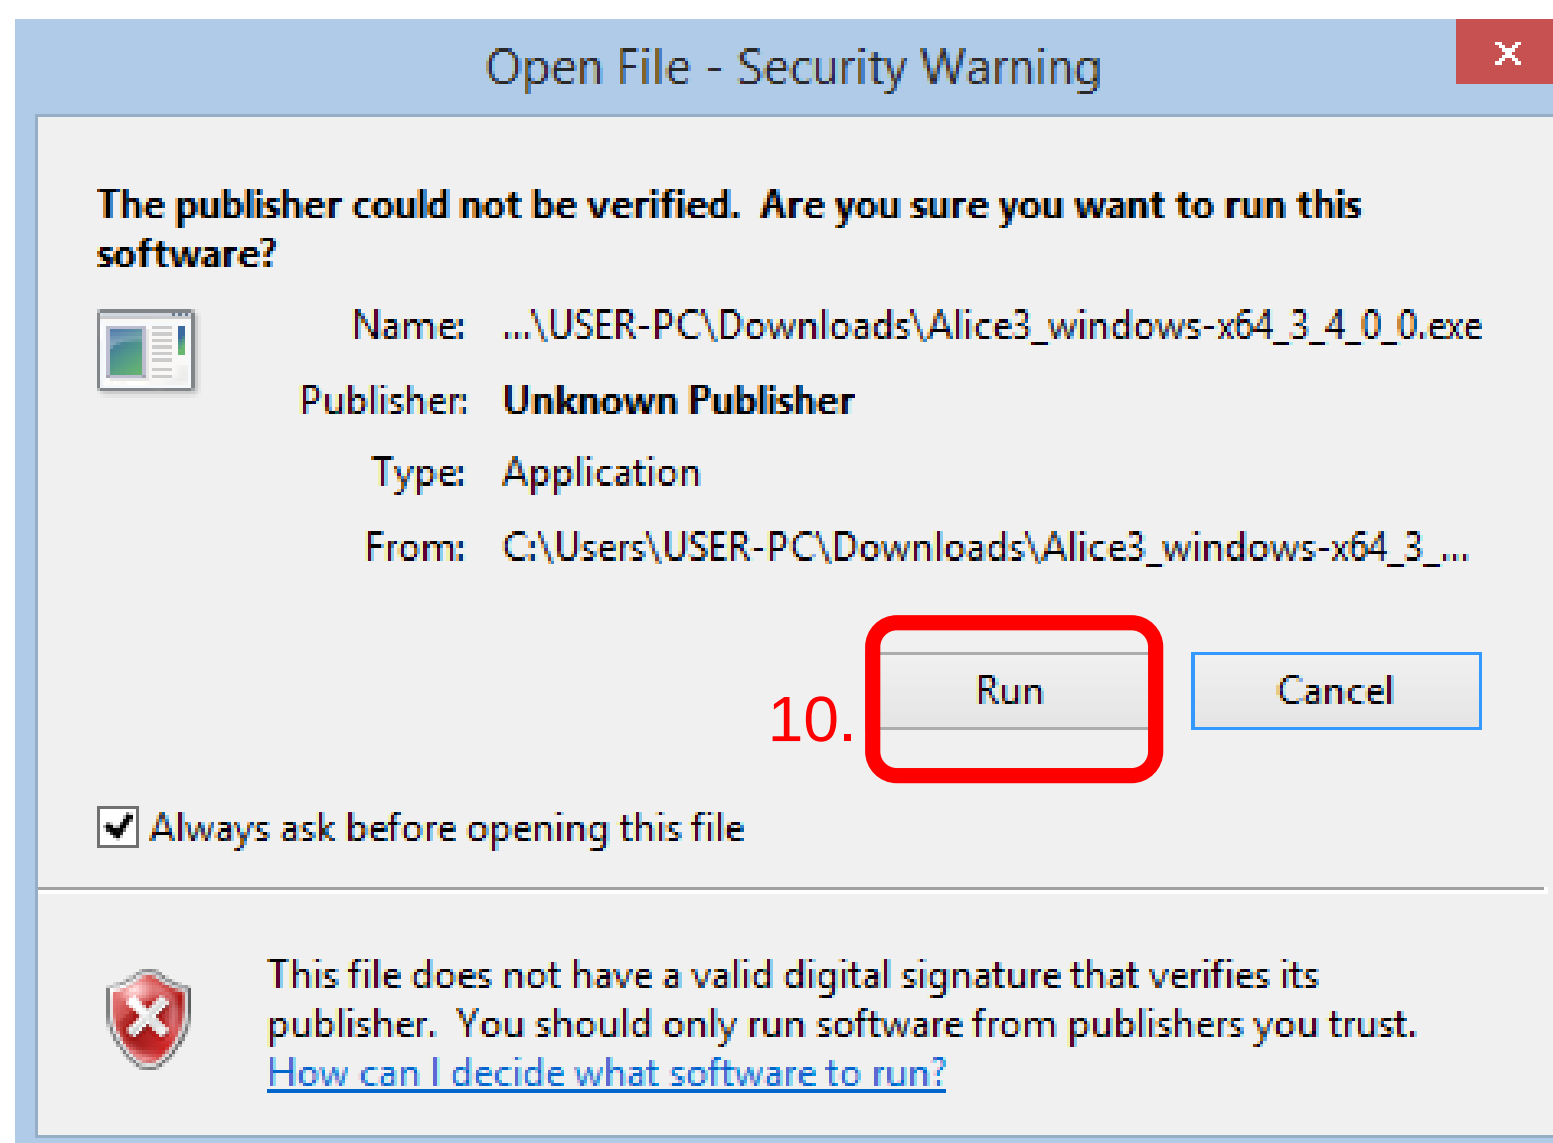 Open File - Security Warning
The publisher could not be verified.  Are you sure you want to run this
software?
Name: ...\USER-PC\Downloads\Alice3_windows-x64_3_4_0_0.exe
Publisher: Unknown Publisher
Type: Application
From: C:\Users\USER-PC\Downloads\Alice3_windows-x64_3_...
10. Run Cancel
Always ask before opening this file
This file does not have a valid digital signature that verifies its
publisher.  You should only run software from publishers you trust.
How can I decide what software to run?